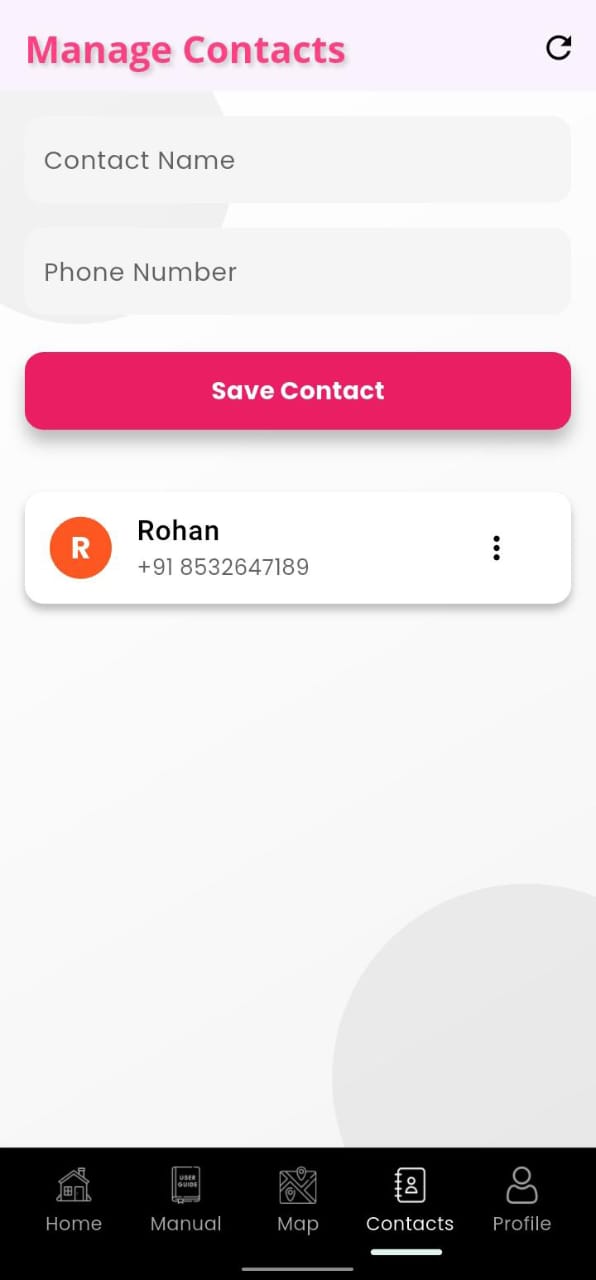 Manage Contacts
Contact Name
Phone Number
Save Contact
R
Rohan
+91 8532647189
USER
GUIDE
Home
Manual
Map
Contacts
Profile